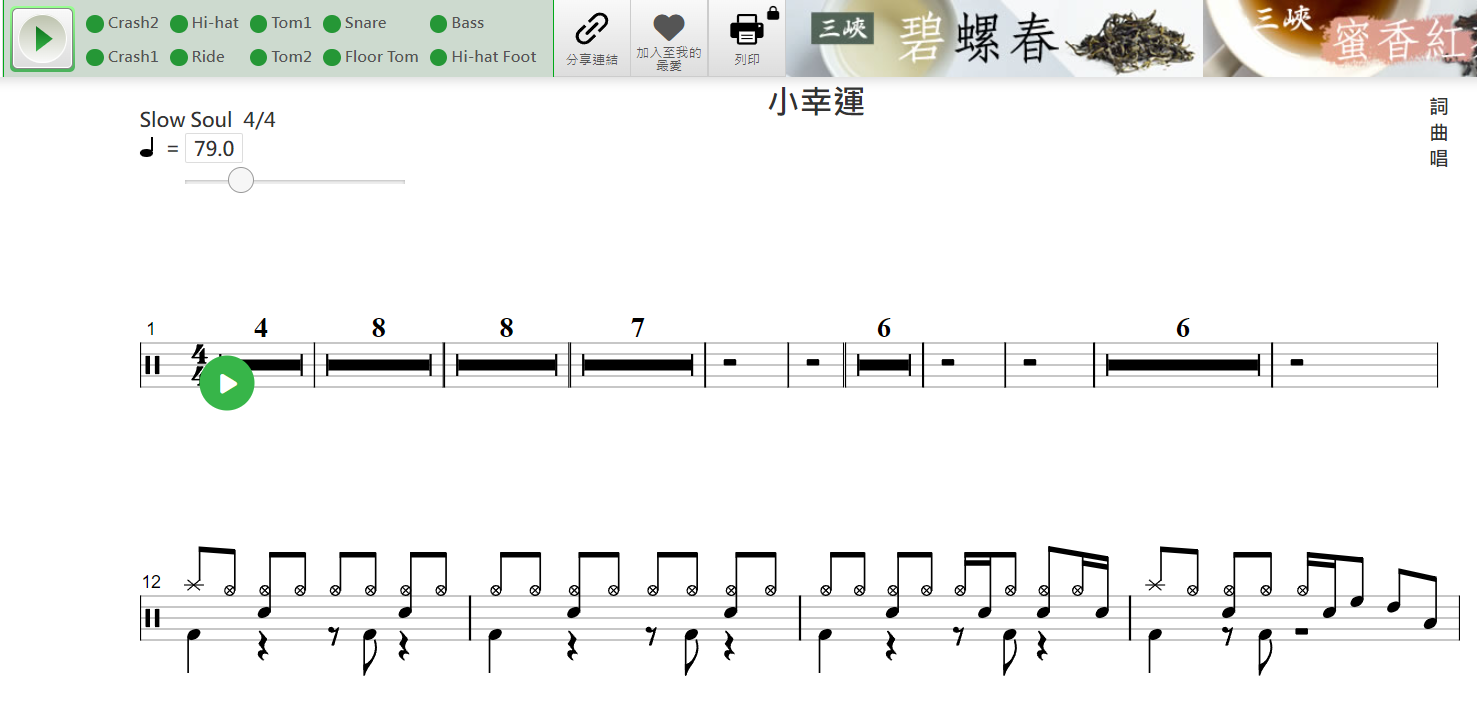 Crash2 Hi-hat Tom1 Snare Bass
Crash1 Ride Tom2 Floor Tom Hi-hat Foot
分享連結
加入至我的
最愛
列印
三峽
碧螺春
三峽
蜜香紅
小幸運
詞
曲
唱
Slow Soul 4/4
= 79.0
1
4 8 8 7 6 6
4
4
12